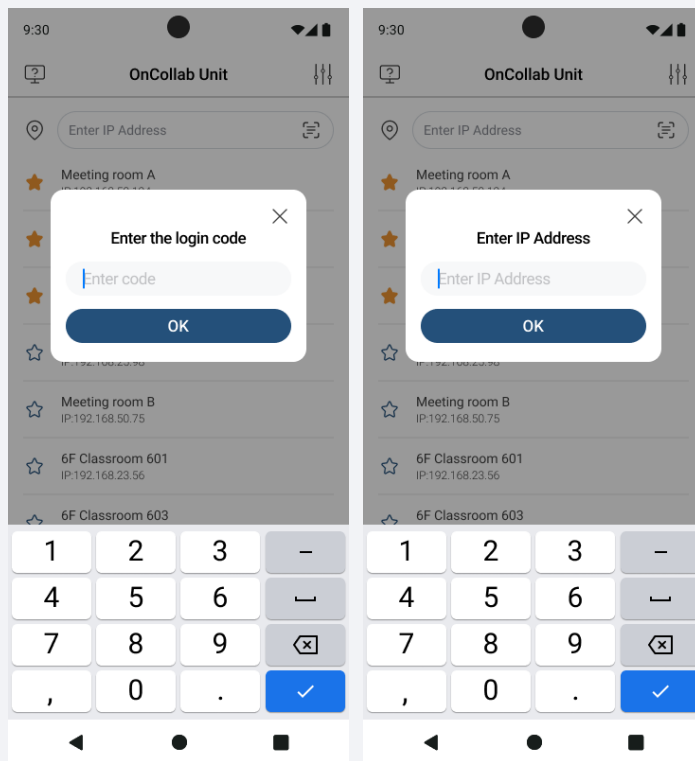 9:30
OnCollab Unit
Enter IP Address
Meeting room A
Enter the login code
Enter code
OK
Meeting room B
IP:192.168.50.75
6F Classroom 601
IP:192.168.23.56
6F Classroom 603
1 2 3 –
4 5 6
7 8 9
, 0 .
9:30
OnCollab Unit
Enter IP Address
Meeting room A
Enter IP Address
Enter IP Address
OK
Meeting room B
IP:192.168.50.75
6F Classroom 601
IP:192.168.23.56
6F Classroom 603
1 2 3 –
4 5 6
7 8 9
, 0 .